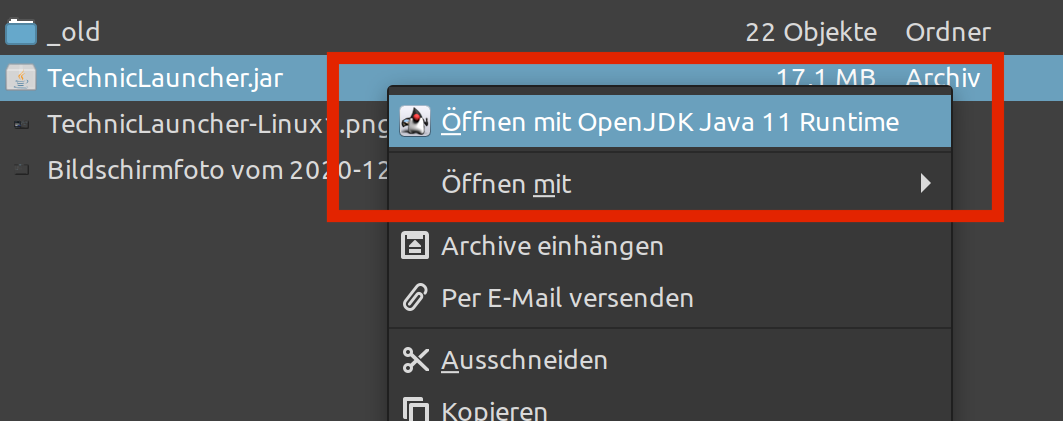 _old 22 Objekte Ordner
TechnicLauncher.jar 17,1 MB Archiv
Öffnen mit OpenJDK Java 11 Runtime
TechnicLauncher-Linux1.png
Öffnen mit
Bildschirmfoto vom 2020-12
Archive einhängen
Per E-Mail versenden
Ausschneiden
Kopieren